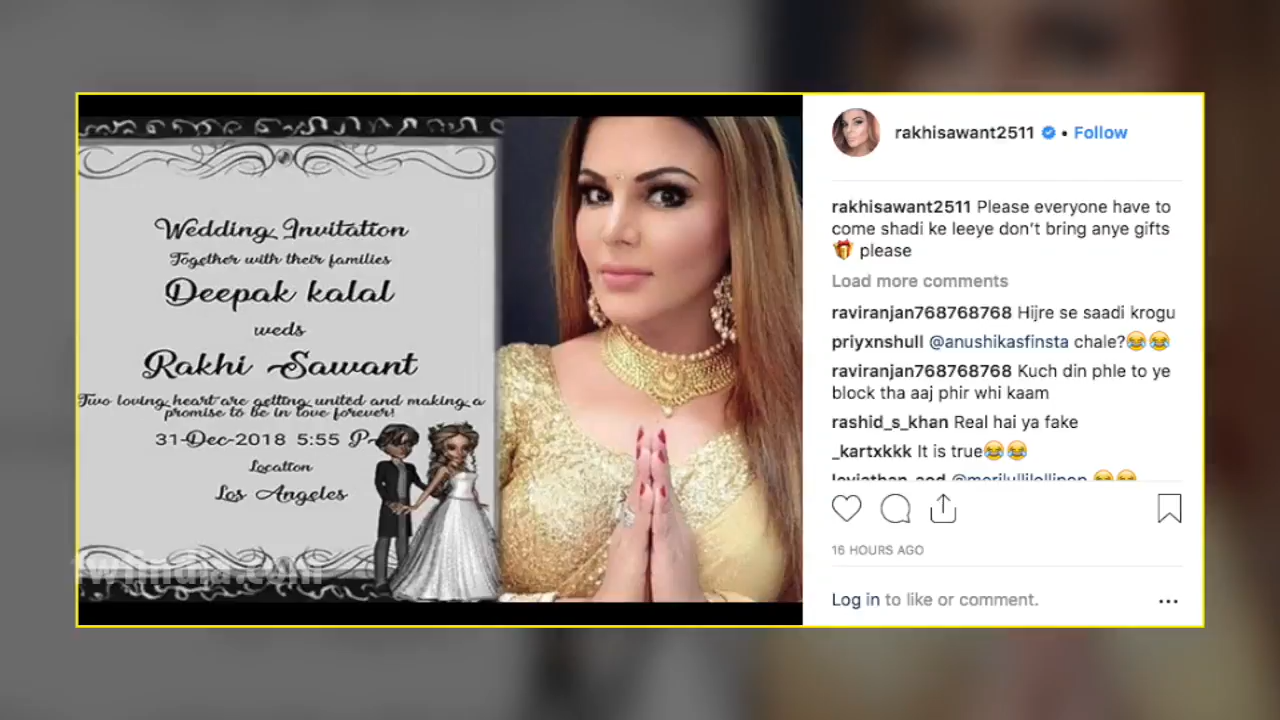 Wedding Invitation
Together with their families
Deepak kalal
weds
Rakhi Sawant
Two loving heart are getting united and making a
promise to be in love forever!
31-Dec-2018 5:55 P
Location
Los Angeles
rakhisawant2511 • Follow
rakhisawant2511 Please everyone have to
come shadi ke leeye don't bring anye gifts
🎁 please
Load more comments
raviranjan768768768 Hijre se saadi krogu
priyxnshull @anushikasfinsta chale?😂😂
raviranjan768768768 Kuch din phle to ye
block tha aaj phir whi kaam
rashid_s_khan Real hai ya fake
_kartxkkk It is true😂😂
16 HOURS AGO
Log in to like or comment.